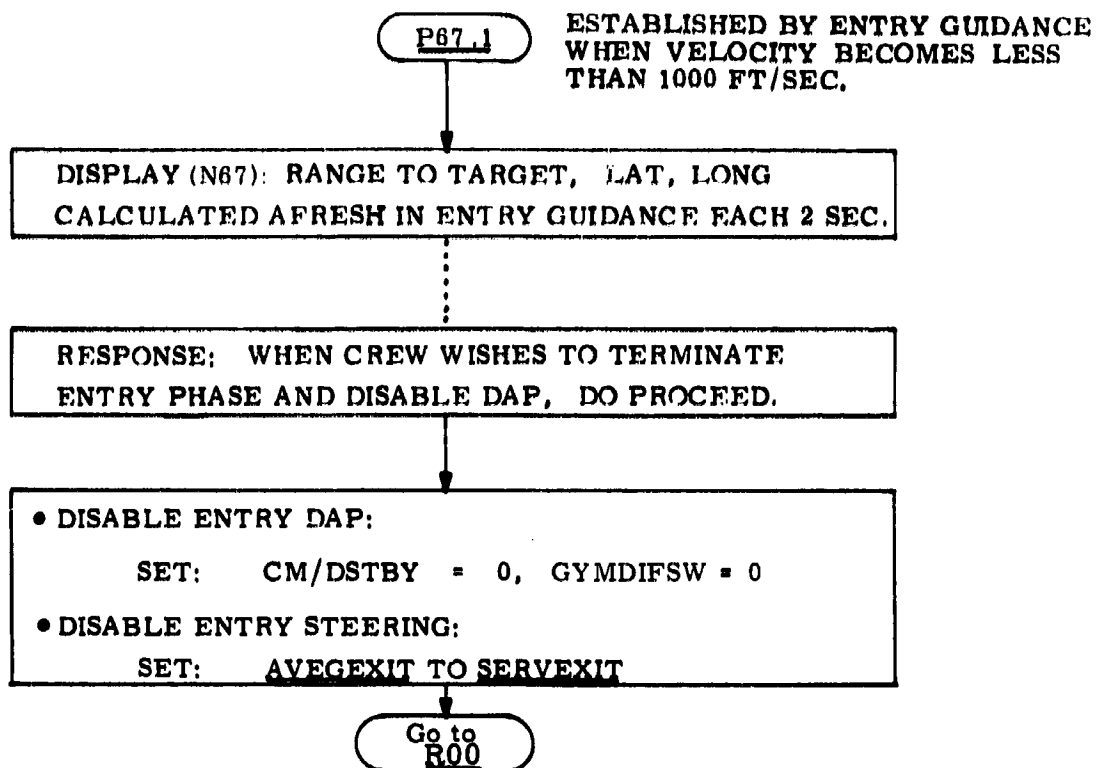 P67.1
ESTABLISHED BY ENTRY GUIDANCE
WHEN VELOCITY BECOMES LESS
THAN 1000 FT/SEC.
DISPLAY (N67): RANGE TO TARGET, LAT, LONG
CALCULATED AFRESH IN ENTRY GUIDANCE EACH 2 SEC.
RESPONSE: WHEN CREW WISHES TO TERMINATE
ENTRY PHASE AND DISABLE DAP, DO PROCEED.
• DISABLE ENTRY DAP:
SET: CM/DSTBY = 0, GYMDIFSW = 0
• DISABLE ENTRY STEERING:
SET: AVEGEXIT TO SERVEXIT
Go to
R00